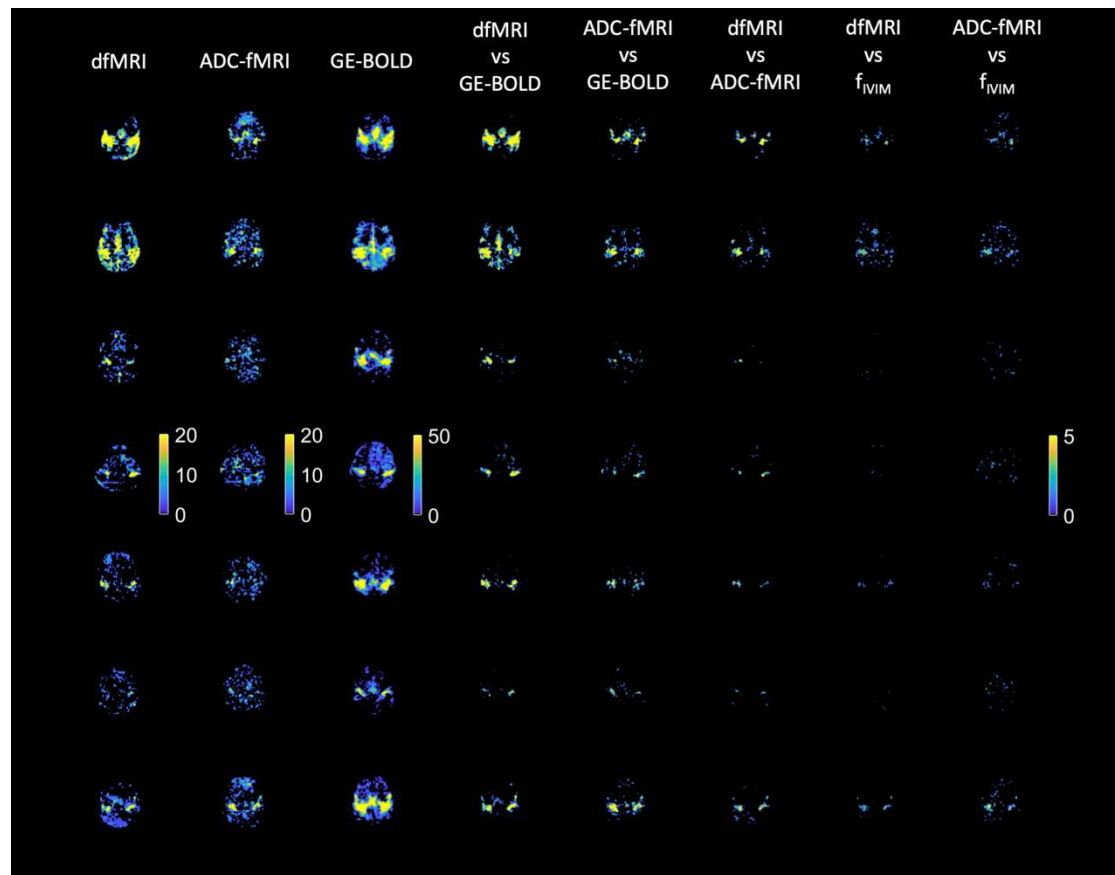 dfMRI
ADC-fMRI
GE-BOLD
dfMRI
vs
GE-BOLD
ADC-fMRI
vs
GE-BOLD
dfMRI
vs
ADC-fMRI
dfMRI
vs
fIVIM
ADC-fMRI
vs
fIVIM
20
10
0
20
10
0
50
0
5
0